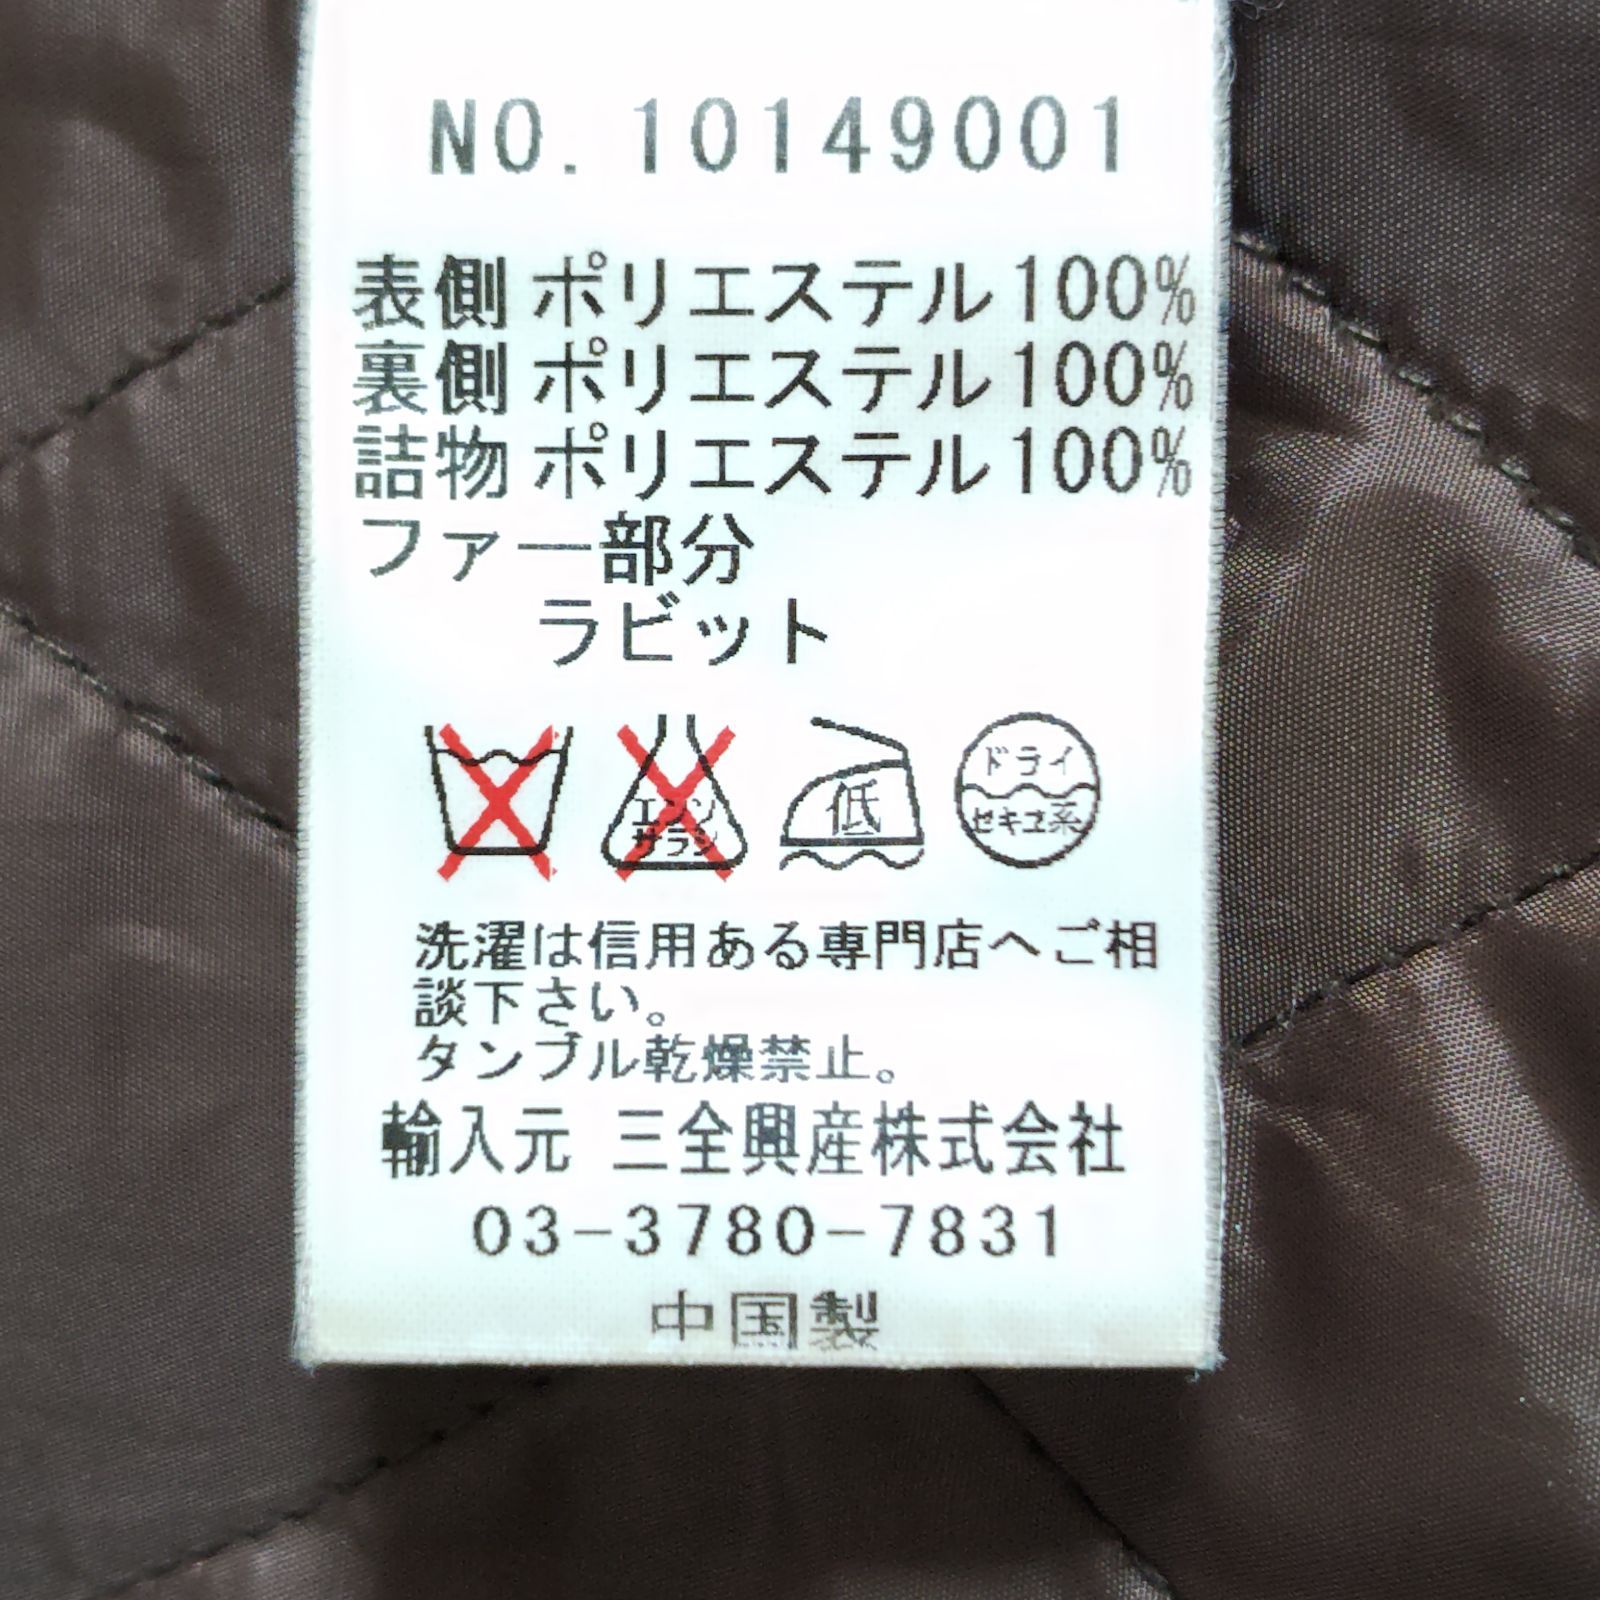 NO. 10149001
表側 ポリエステル100%
裏側 ポリエステル100%
詰物 ポリエステル100%
ファー部分
ラビット
エンソ
サラシ
低
ドライ
セキユ系
洗濯は信用ある専門店へご相
談下さい。
タンブル乾燥禁止。
輸入元 三全興産株式会社
03-3780-7831
中国製